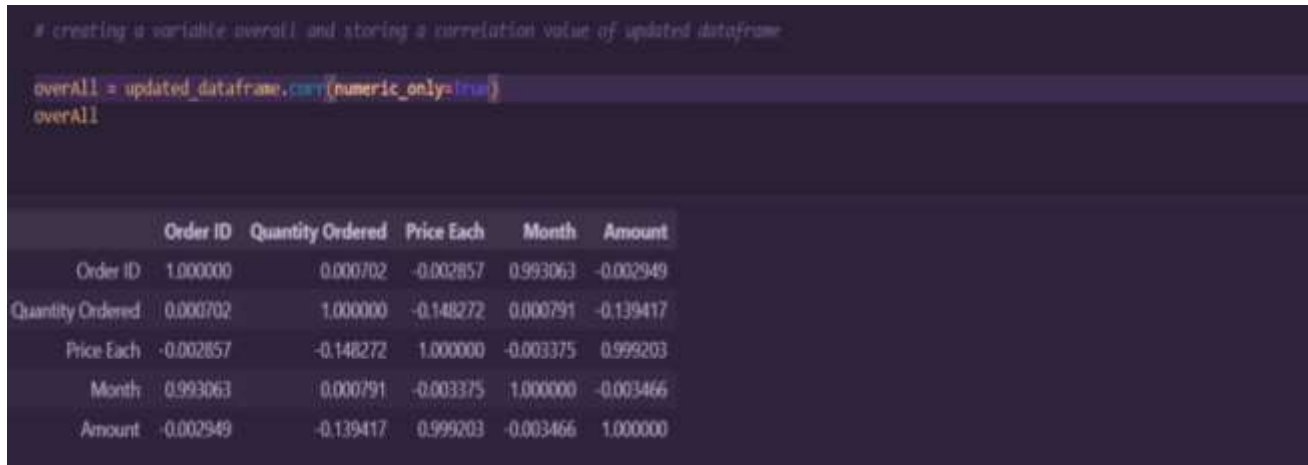 # creating a variable overall and storing a correlation value of updated dataframe
overAll = updated_dataframe.corr(numeric_only=True)
overAll
Order ID Quantity Ordered Price Each Month Amount
Order ID 1.000000 0.000702 -0.002857 0.993063 -0.002949
Quantity Ordered 0.000702 1.000000 -0.148272 0.000791 -0.139417
Price Each -0.002857 -0.148272 1.000000 -0.003375 0.999203
Month 0.993063 0.000791 -0.003375 1.000000 -0.003466
Amount -0.002949 -0.139417 0.999203 -0.003466 1.000000